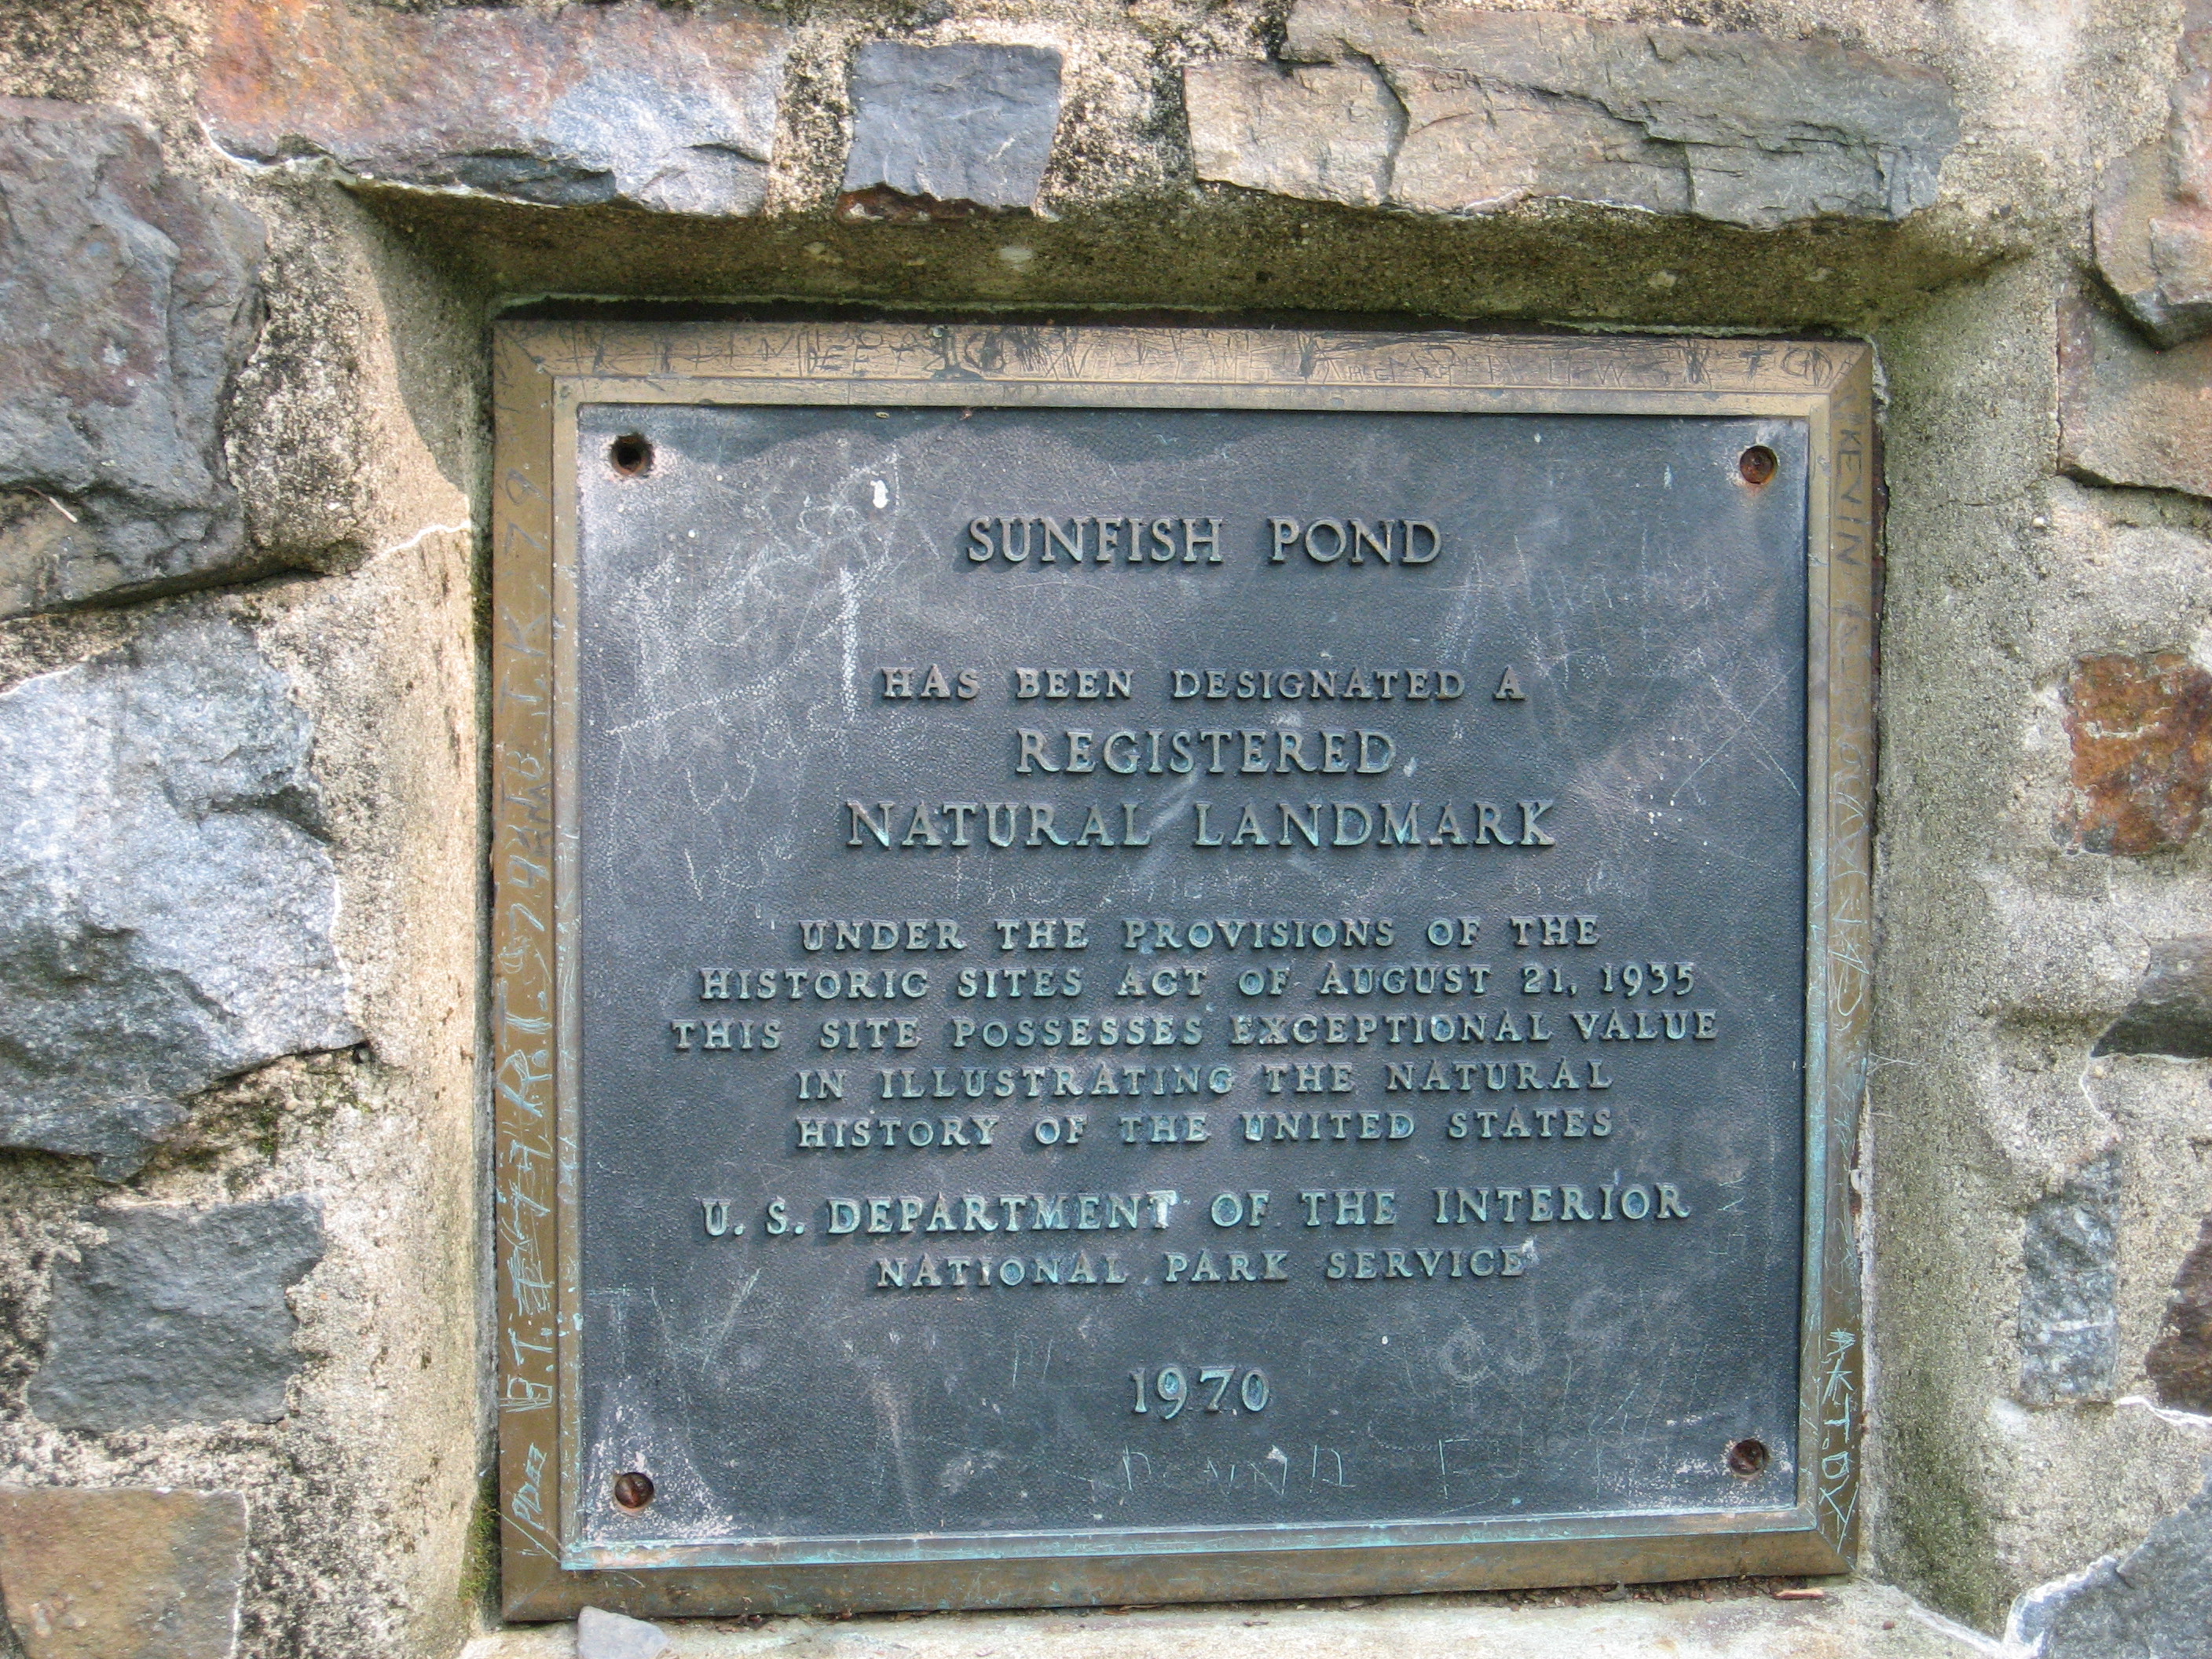 SUNFISH POND
HAS BEEN DESIGNATED A
REGISTERED
NATURAL LANDMARK
UNDER THE PROVISIONS OF THE
HISTORIC SITES ACT OF AUGUST 21, 1935
THIS SITE POSSESSES EXCEPTIONAL VALUE
IN ILLUSTRATING THE NATURAL
HISTORY OF THE UNITED STATES
U. S. DEPARTMENT OF THE INTERIOR
NATIONAL PARK SERVICE
1970
KEVIN